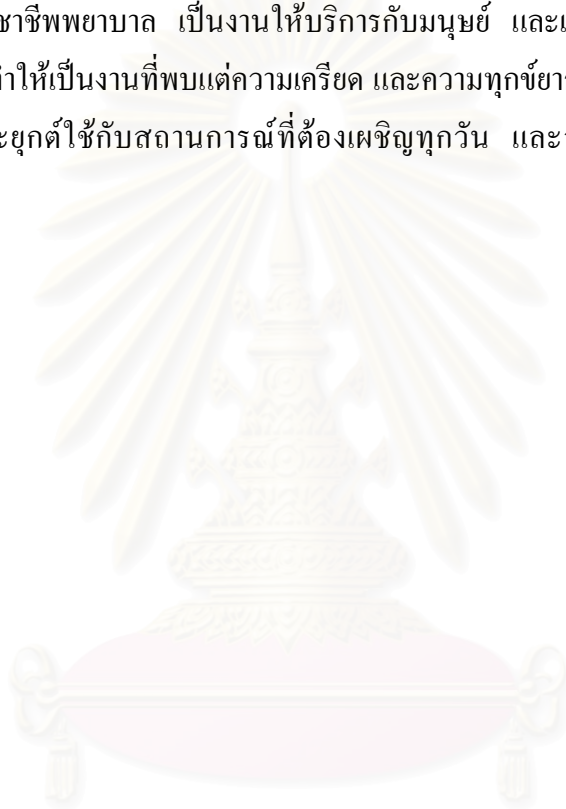 ชาชีพพยาบาล เป็นงานให้บริการกับมนุษย์ และ
ทำให้เป็นงานที่พบแต่ความเครียด และความทุกข์ยา
ะยุกต์ใช้กับสถานการณ์ที่ต้องเผชิญทุกวัน และ